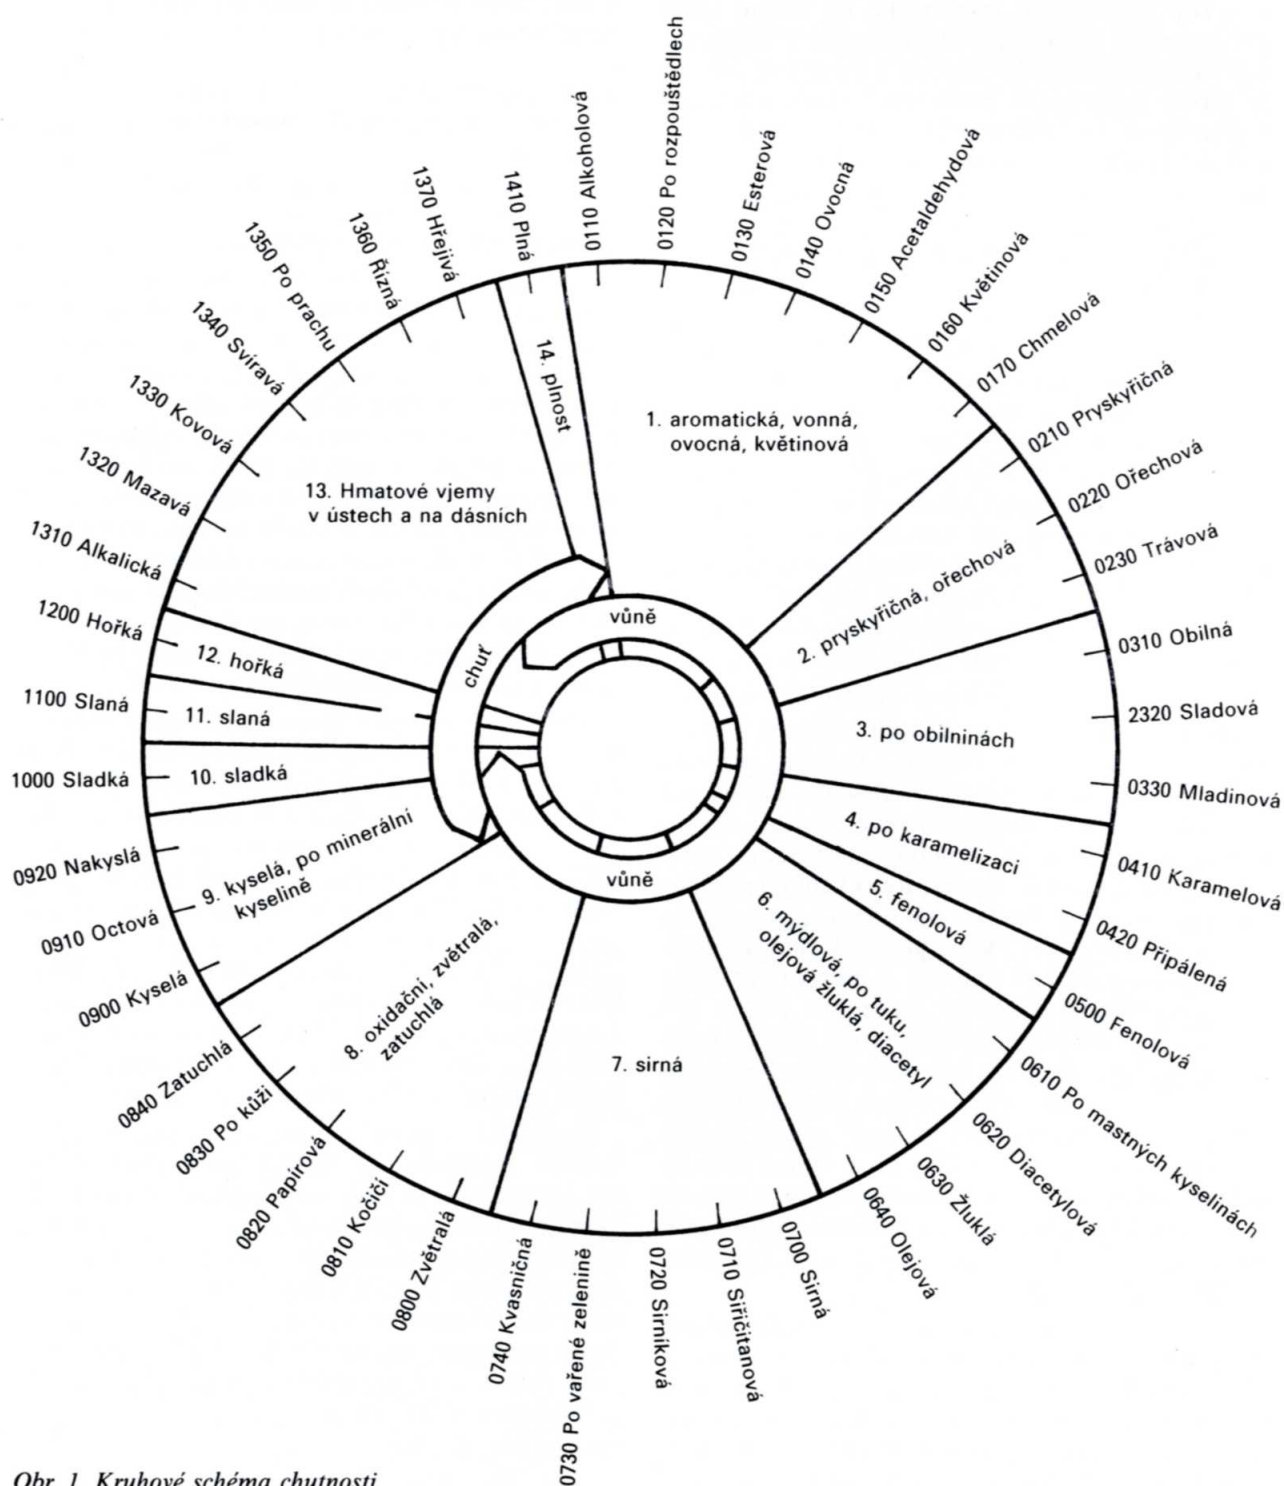 0110 Alkoholová
0120 Po rozpouštědlech
0130 Esterová
0140 Ovocná
0150 Acetaldehydová
0160 Květinová
0170 Chmelová
0210 Pryskyřičná
0220 Ořechová
0230 Trávová
0310 Obilná
2320 Sladová
0330 Mladinová
0410 Karamelová
0420 Připálená
0500 Fenolová
0610 Po mastných kyselinách
0620 Diacetylová
0630 Žluklá
0640 Olejová
0700 Sirná
0710 Siřičitanová
0720 Sirníková
0730 Po vařené zelenině
0740 Kvasničná
0800 Zvětralá
0810 Kočičí
0820 Papírová
0830 Po kůži
0840 Zatuchlá
0900 Kyselá
0910 Octová
0920 Nakyslá
1000 Sladká
1100 Slaná
1200 Hořká
1310 Alkalická
1320 Mazavá
1330 Kovová
1340 Svíravá
1350 Po prachu
1360 Řízná
1370 Hřejivá
1410 Plná
1. aromatická, vonná,
ovocná, květinová
2. pryskyřičná, ořechová
3. po obilninách
4. po karamelizaci
5. fenolová
6. mýdlová, po tuku,
olejová žluklá, diacetyl
7. sirná
8. oxidační, zvětralá,
zatuchlá
9. kyselá, po minerální
kyselině
10. sladká
11. slaná
12. hořká
13. Hmatové vjemy
v ústech a na dásních
14. plnost
chuť
vůně
vůně
Obr. 1. Kruhové schéma chutnosti